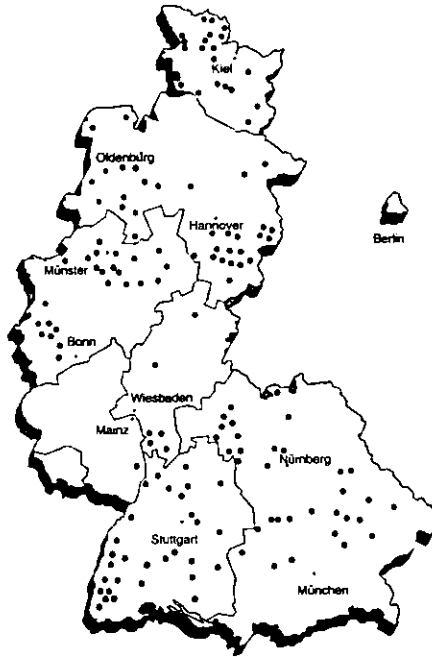 Kiel
Oldenburg
Hannover
Berlin
Münster
Bonn
Wiesbaden
Mainz
Nürnberg
Stuttgart
München